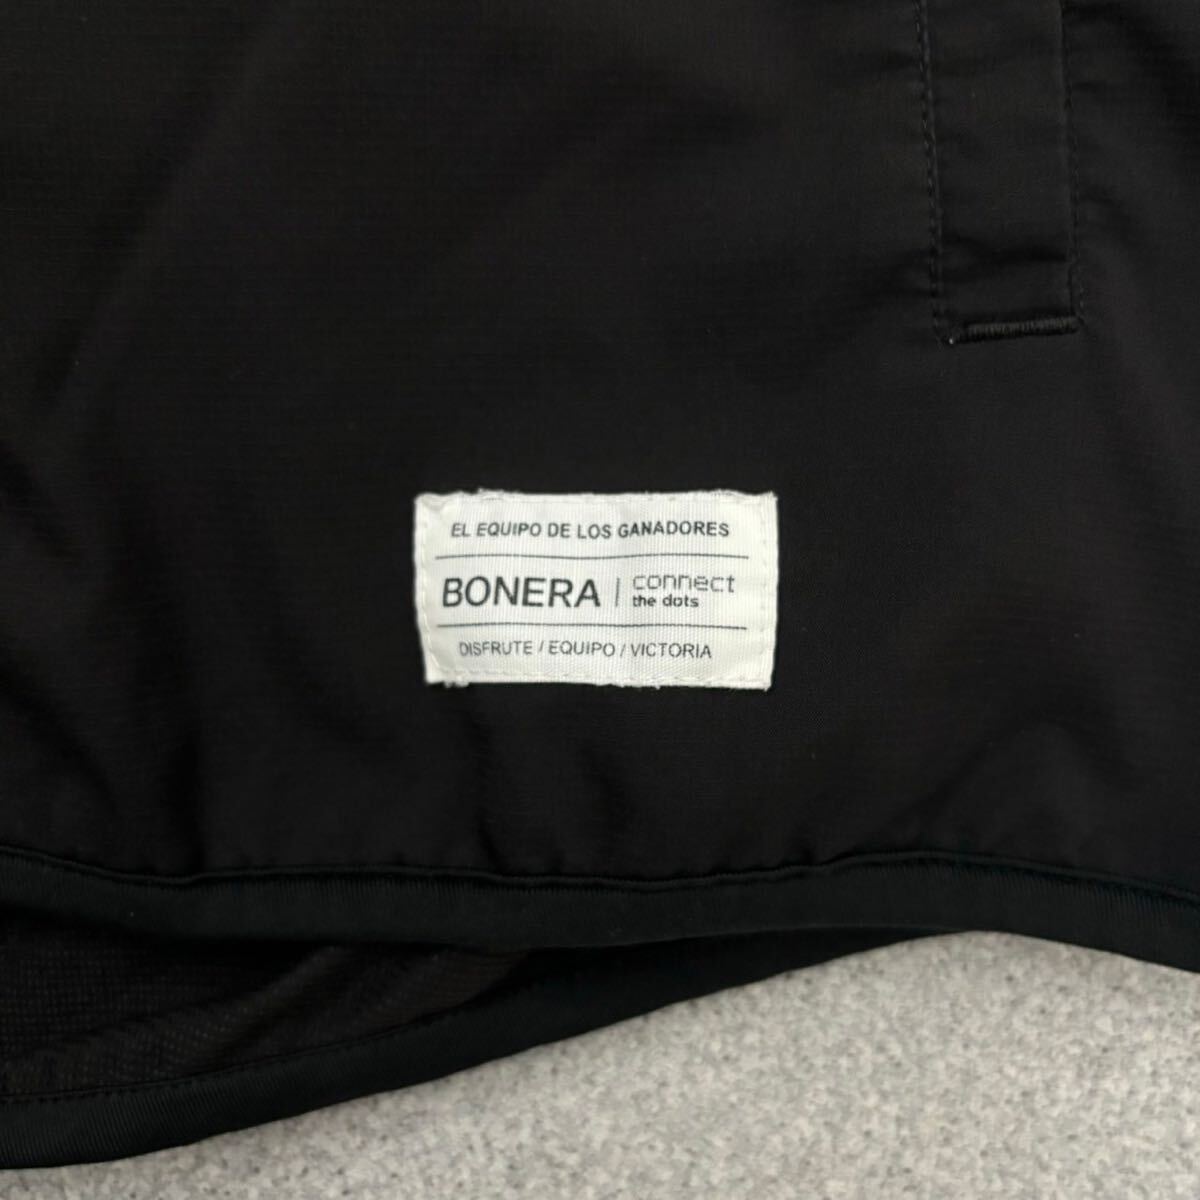 EL EQUIPO DE LOS GANADORES
BONERA | connect
the dots
DISFRUTE / EQUIPO / VICTORIA